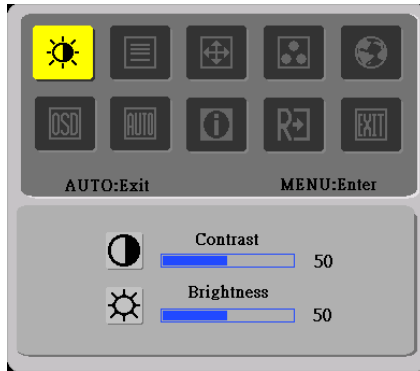 OSD AUTO i R EXIT
AUTO:Exit MENU:Enter
Contrast
50
Brightness
50